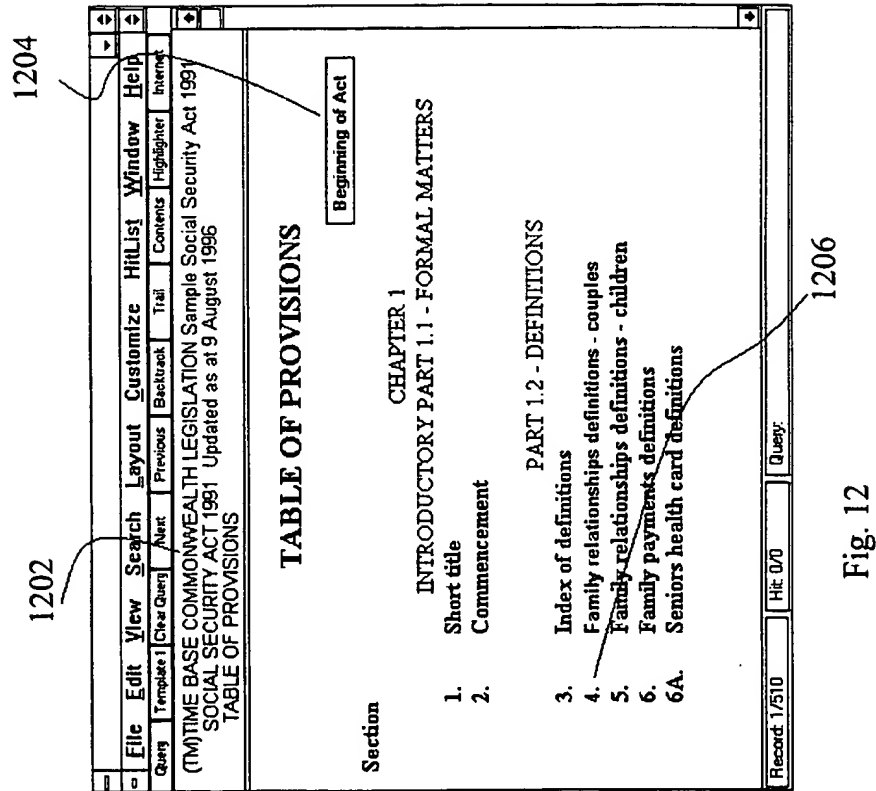 1202
1204
File Edit View Search Layout Customize HitList Window Help
Query Template 1 Clear Query Next Previous Backtrack Trail Contents Highlighter Internet
(TM)TIME BASE COMMONWEALTH LEGISLATION Sample Social Security Act 1991
SOCIAL SECURITY ACT 1991 Updated as at 9 August 1996
TABLE OF PROVISIONS
TABLE OF PROVISIONS
Beginning of Act
Section
CHAPTER 1
INTRODUCTORY PART 1.1 - FORMAL MATTERS
1. Short title
2. Commencement
PART 1.2 - DEFINITIONS
3. Index of definitions
4. Family relationships definitions - couples
5. Family relationships definitions - children
6. Family payments definitions
6A. Seniors health card definitions
Record: 1/510 Hit: 0/0 Query:
1206
Fig. 12